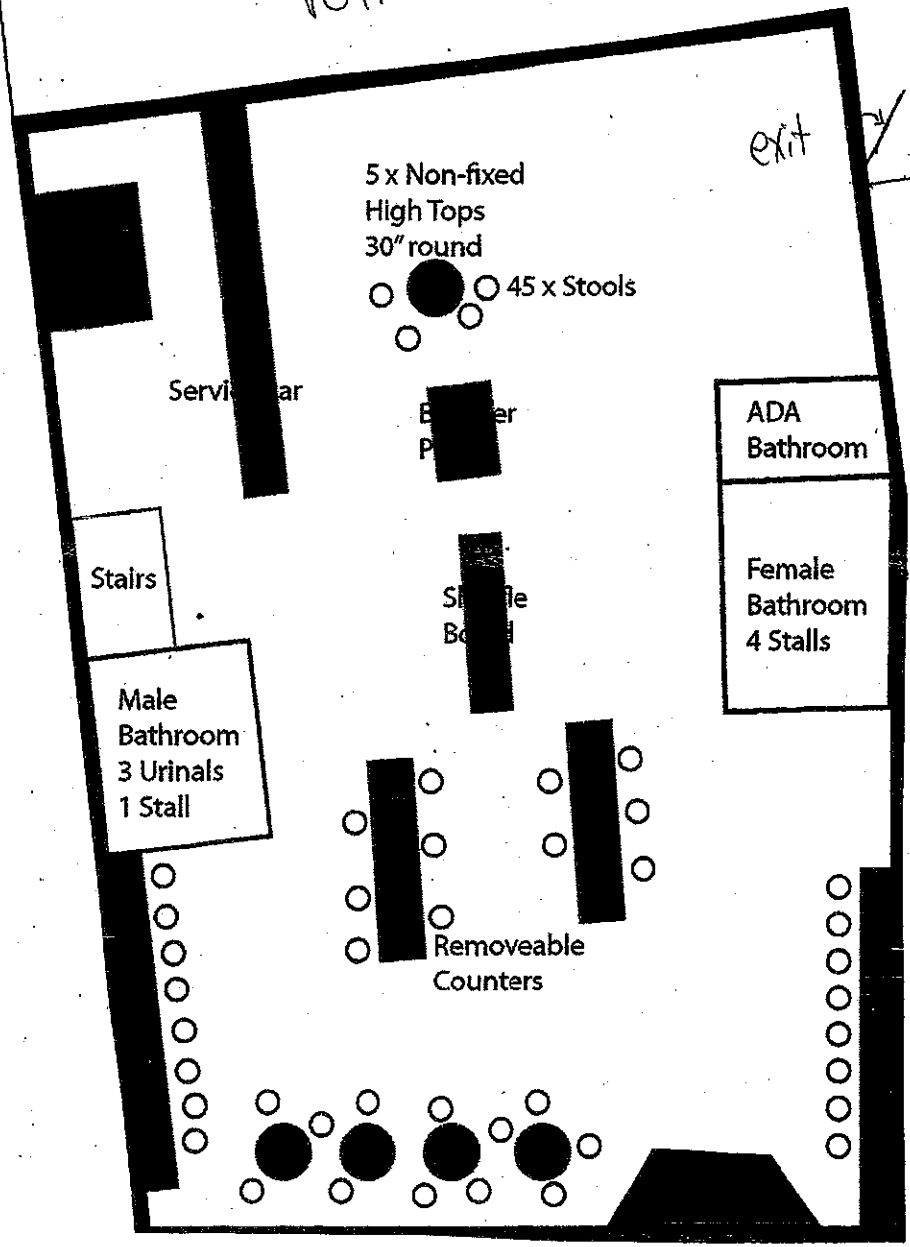 exit
5 x Non-fixed
High Tops
30" round
45 x Stools
ADA
Bathroom
Stairs
Female
Bathroom
4 Stalls
Male
Bathroom
3 Urinals
1 Stall
Removeable
Counters